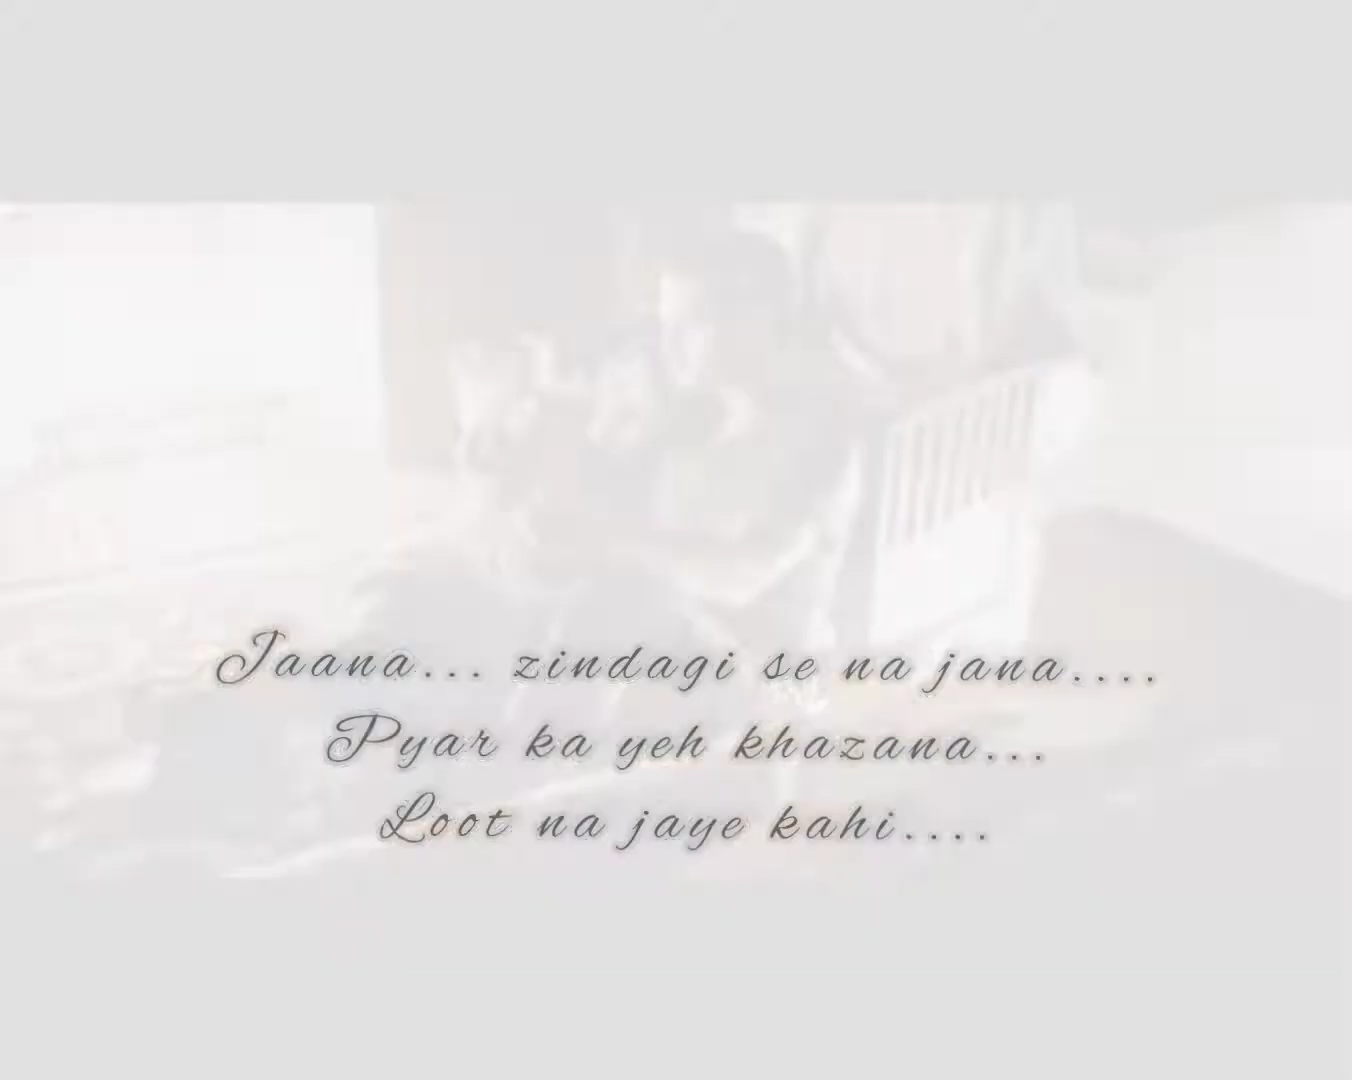 Jaana... zindagi se na jana....
Pyar ka yeh khazana...
Loot na jaye kahi....